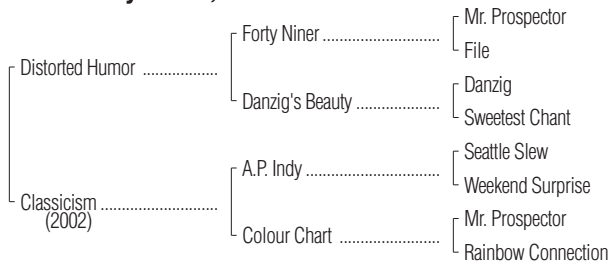 Mr. Prospector
Forty Niner
File
Distorted Humor
Danzig
Danzig's Beauty
Sweetest Chant
Seattle Slew
A.P. Indy
Weekend Surprise
Classicism
(2002)
Mr. Prospector
Colour Chart
Rainbow Connection